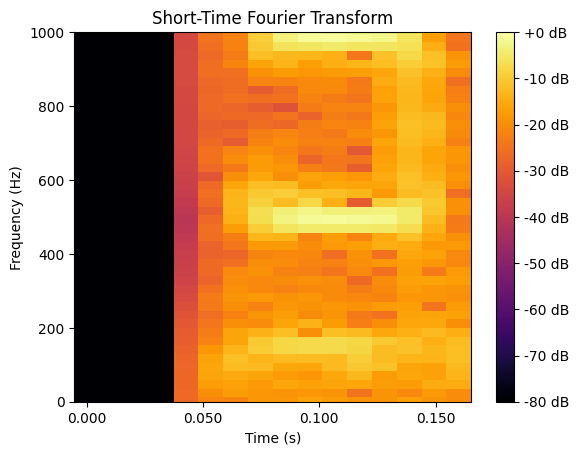 Short-Time Fourier Transform
1000
800
600
400
200
0
Frequency (Hz)
0.000
0.050
0.100
0.150
Time (s)
+0 dB
-10 dB
-20 dB
-30 dB
-40 dB
-50 dB
-60 dB
-70 dB
-80 dB